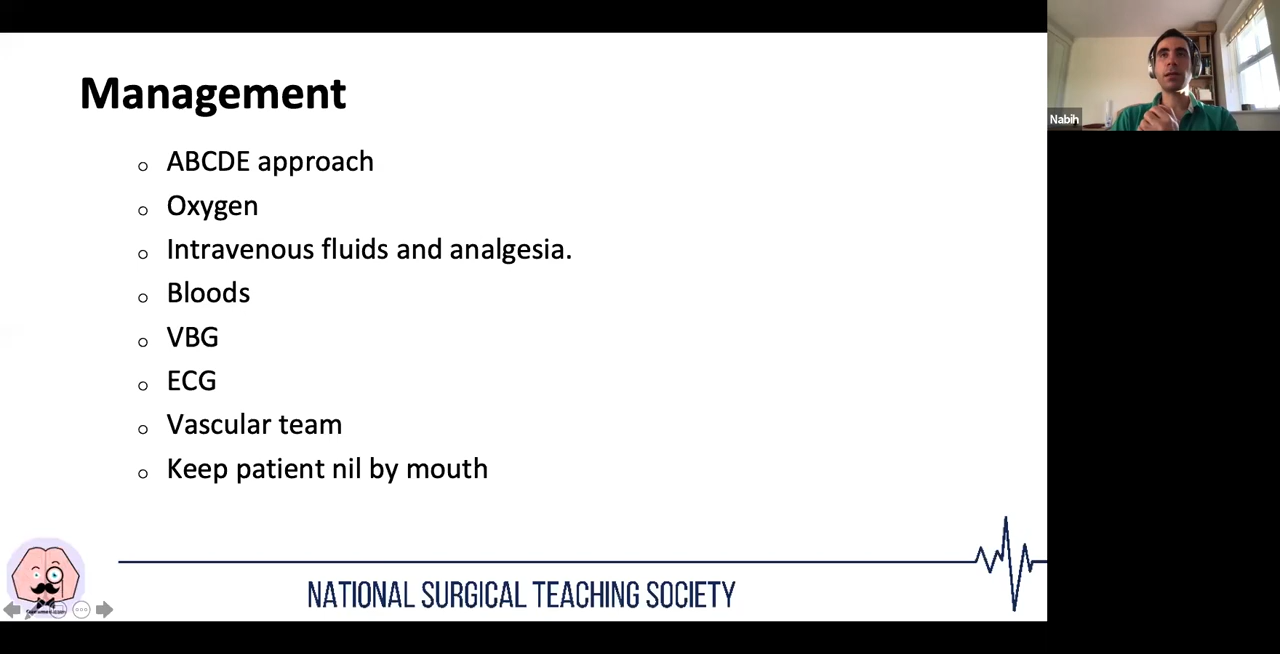 Management
ABCDE approach
Oxygen
Intravenous fluids and analgesia.
Bloods
VBG
ECG
Vascular team
Keep patient nil by mouth
NATIONAL SURGICAL TEACHING SOCIETY
Nabih